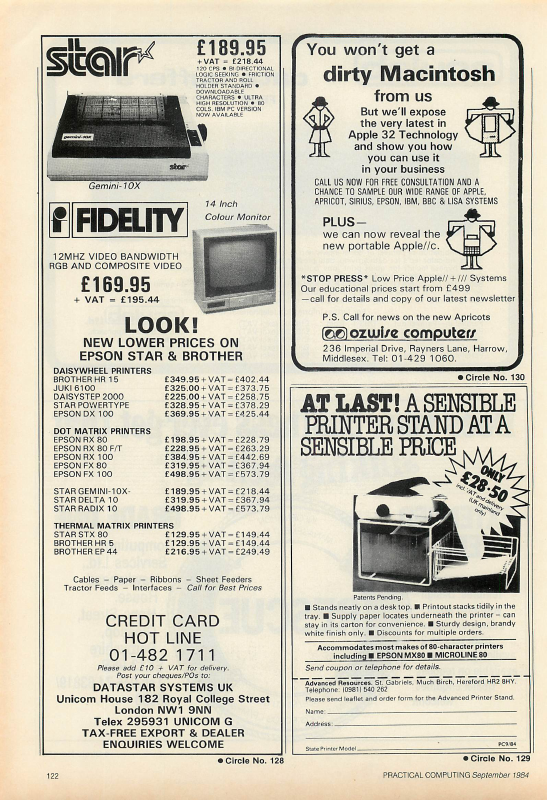 star
£189.95
+VAT = £218.44
120 CPS • BI-DIRECTIONAL
LOGIC SEEKING • FRICTION
TRACTOR AND ROLL
HOLDER STANDARD •
DOWNLOADABLE
CHARACTERS • ULTRA
HIGH RESOLUTION • 80
COLS. IBM PC VERSION
NOW AVAILABLE
gemini-10X
star
Gemini-10X
f FIDELITY
14 Inch
Colour Monitor
12MHZ VIDEO BANDWIDTH
RGB AND COMPOSITE VIDEO
£169.95
+ VAT = £195.44
LOOK!
NEW LOWER PRICES ON
EPSON STAR & BROTHER
DAISYWHEEL PRINTERS
BROTHER HR 15 £349.95 + VAT = £402.44
JUKI 6100 £325.00 + VAT = £373.75
DAISYSTEP 2000 £225.00 + VAT = £258.75
STAR POWERTYPE £328.95 + VAT = £378.29
EPSON DX 100 £369.95 + VAT = £425.44
DOT MATRIX PRINTERS
EPSON RX 80 £198.95 + VAT = £228.79
EPSON RX 80 F/T £228.95 + VAT = £263.29
EPSON RX 100 £384.95 + VAT = £442.69
EPSON FX 80 £319.95 + VAT = £367.94
EPSON FX 100 £498.95 + VAT = £573.79
STAR GEMINI-10X- £189.95 + VAT = £218.44
STAR DELTA 10 £319.95 + VAT = £367.94
STAR RADIX 10 £498.95 + VAT = £573.79
THERMAL MATRIX PRINTERS
STAR STX 80 £129.95 + VAT = £149.44
BROTHER HR 5 £129.95 + VAT = £149.44
BROTHER EP 44 £216.95 + VAT = £249.49
Cables – Paper – Ribbons – Sheet Feeders
Tractor Feeds – Interfaces – Call for Best Prices
CREDIT CARD
HOT LINE
01-482 1711
Please add £10 + VAT for delivery.
Post your cheques/POs to:
DATASTAR SYSTEMS UK
Unicom House 182 Royal College Street
London NW1 9NN
Telex 295931 UNICOM G
TAX-FREE EXPORT & DEALER
ENQUIRIES WELCOME
• Circle No. 128
You won't get a
dirty Macintosh
from us
But we'll expose
the very latest in
Apple 32 Technology
and show you how
you can use it
in your business
CALL US NOW FOR FREE CONSULTATION AND A
CHANCE TO SAMPLE OUR WIDE RANGE OF APPLE,
APRICOT, SIRIUS, EPSON, IBM, BBC & LISA SYSTEMS
PLUS—
we can now reveal the
new portable Apple//c.
*STOP PRESS* Low Price Apple// +/// Systems
Our educational prices start from £499
—call for details and copy of our latest newsletter
P.S. Call for news on the new Apricots
ozwise computers
236 Imperial Drive, Rayners Lane, Harrow,
Middlesex. Tel: 01-429 1060.
• Circle No. 130
AT LAST! A SENSIBLE
PRINTER STAND AT A
SENSIBLE PRICE
ONLY
£28.50
incl. VAT and delivery
(UK mainland
only)
Patents Pending.
■ Stands neatly on a desk top. ■ Printout stacks tidily in the
tray. ■ Supply paper locates underneath the printer – can
stay in its carton for convenience. ■ Sturdy design, brandy
white finish only. ■ Discounts for multiple orders.
Accommodates most makes of 80-character printers
including ■ EPSON MX80 ■ MICROLINE 80
Send coupon or telephone for details.
Advanced Resources. St. Gabriels, Much Birch, Hereford HR2 8HY.
Telephone: (0981) 540 262
Please send leaflet and order form for the Advanced Printer Stand.
Name:
Address:
State Printer Model PC9/84
• Circle No. 129
122
PRACTICAL COMPUTING September 1984